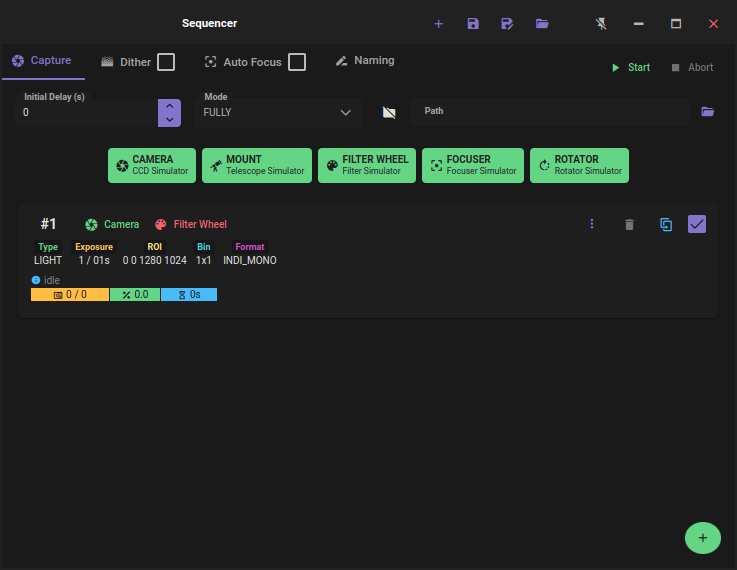 Sequencer
Capture Dither Auto Focus Naming Start Abort
Initial Delay (s) Mode
0 FULLY Path
CAMERA MOUNT FILTER WHEEL FOCUSER ROTATOR
CCD Simulator Telescope Simulator Filter Simulator Focuser Simulator Rotator Simulator
#1 Camera Filter Wheel
Type Exposure ROI Bin Format
LIGHT 1 / 01s 0 0 1280 1024 1x1 INDI_MONO
idle
0 / 0 0.0 0s